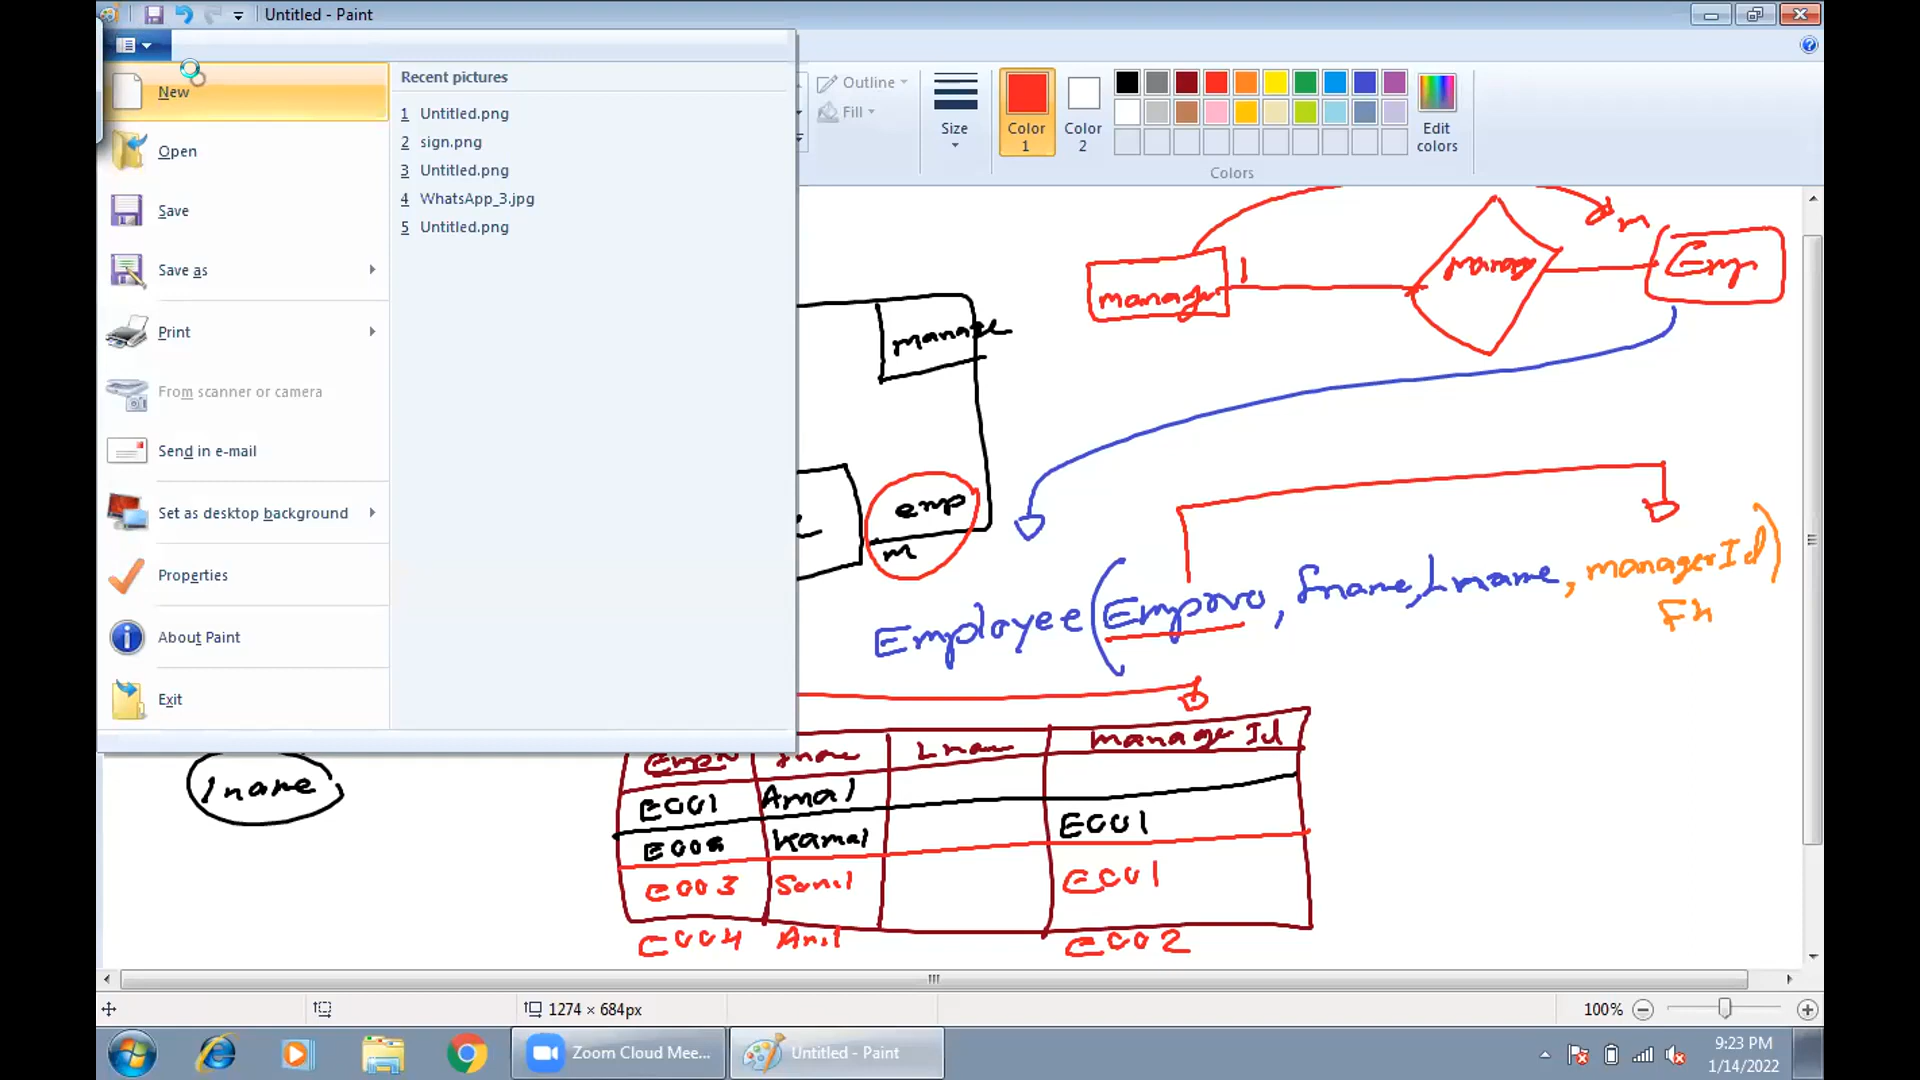 Untitled - Paint
New
Open
Save
Save as
Print
From scanner or camera
Send in e-mail
Set as desktop background
Properties
About Paint
Exit
Recent pictures
1 Untitled.png
2 sign.png
3 Untitled.png
4 WhatsApp_3.jpg
5 Untitled.png
Outline
Fill
Size
Color 1
Color 2
Edit colors
Colors
manager 1
manag
m
Emp
manage
emp
m
Employee (Empno, fname, Lname, managerId)
Fk
lname
Empn fname Lname manager Id
E001 Amal
E002 Kamal E001
E003 Sunil E001
E004 Anil E002
1274 × 684px
100%
Zoom Cloud Mee...
Untitled - Paint
9:23 PM
1/14/2022